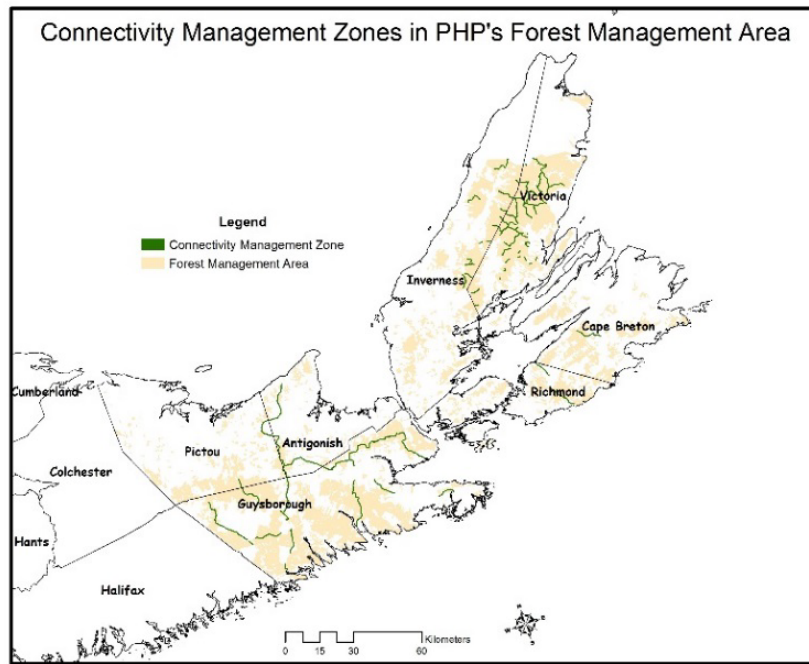 Connectivity Management Zones in PHP's Forest Management Area
Victoria
Legend
Connectivity Management Zone
Forest Management Area
Inverness
Cape Breton
Richmond
Cumberland
Pictou
Antigonish
Colchester
Guysborough
Hants
Halifax
Kilometers
0 15 30 60